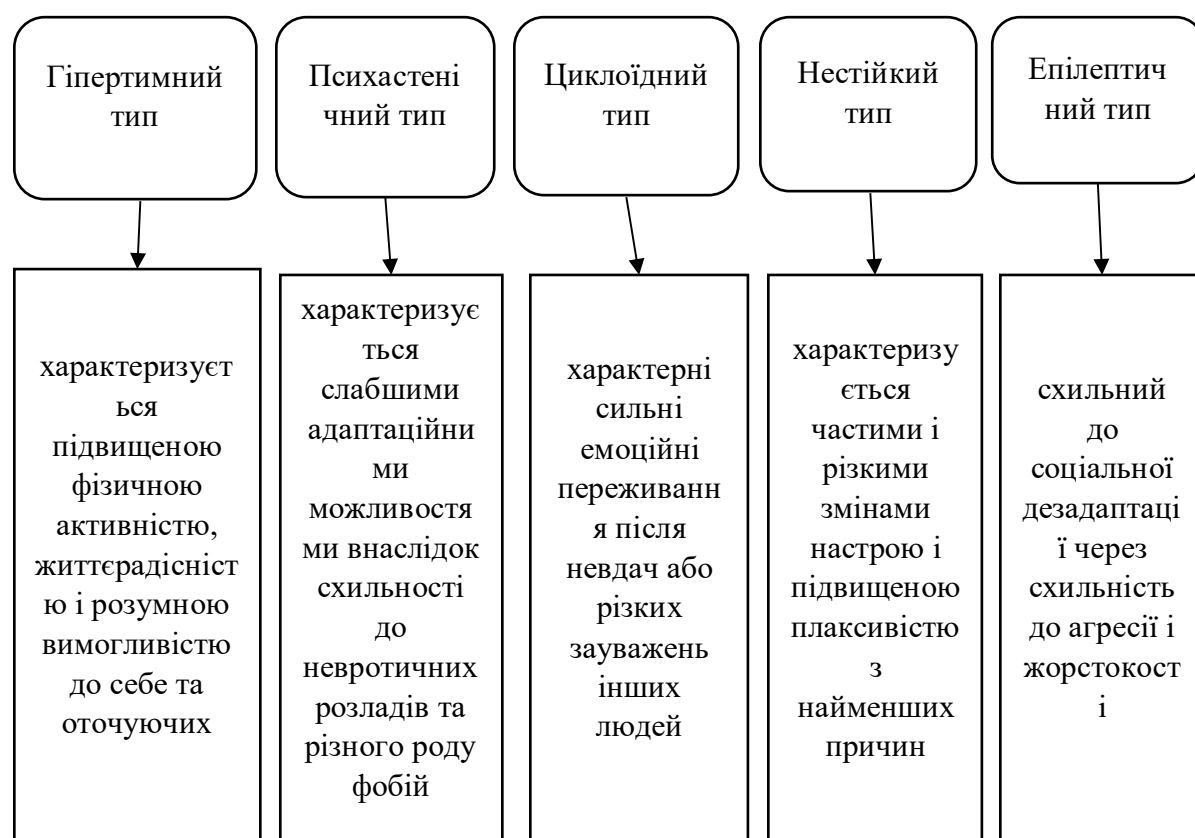 Гіпертимний
тип
Психастені
чний тип
Циклоїдний
тип
Нестійкий
тип
Епілептич
ний тип
характеризуєт
ься
підвищеною
фізичною
активністю,
життєрадісніст
ю і розумною
вимогливістю
до себе та
оточуючих
характеризує
ться
слабшими
адаптаційни
ми
можливостя
ми внаслідок
схильності
до
невротичних
розладів та
різного роду
фобій
характерні
сильні
емоційні
переживанн
я після
невдач або
різких
зауважень
інших
людей
характеризу
ється
частими і
різкими
змінами
настрою і
підвищеною
плаксивістю
з
найменших
причин
схильний
до
соціальної
дезадаптаці
ї через
схильність
до агресії і
жорстокост
і